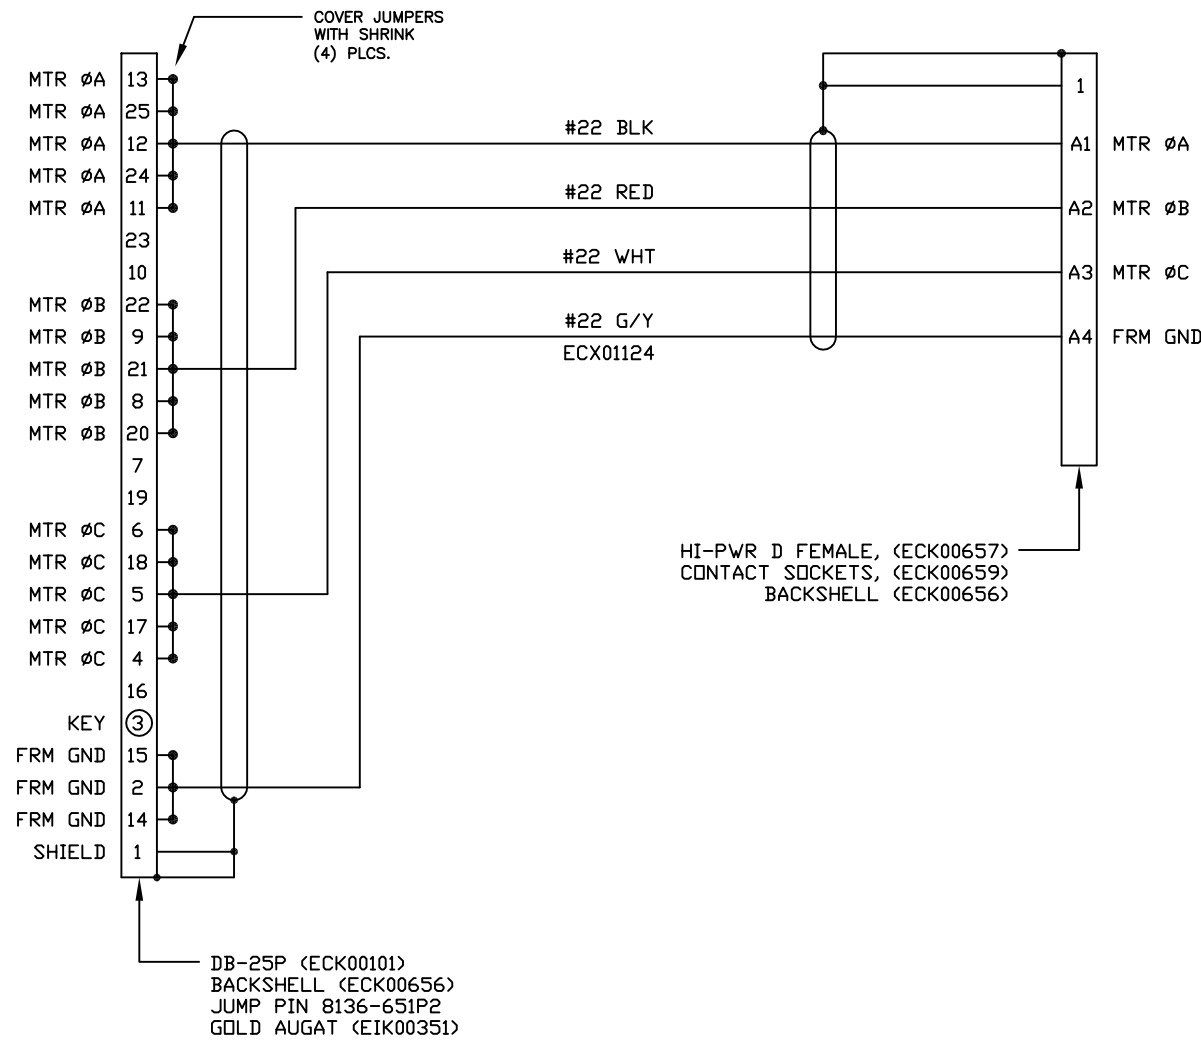 COVER JUMPERS
WITH SHRINK
(4) PLCS.
MTR ØA 13
MTR ØA 25
MTR ØA 12
MTR ØA 24
MTR ØA 11
23
10
MTR ØB 22
MTR ØB 9
MTR ØB 21
MTR ØB 8
MTR ØB 20
7
19
MTR ØC 6
MTR ØC 18
MTR ØC 5
MTR ØC 17
MTR ØC 4
16
KEY 3
FRM GND 15
FRM GND 2
FRM GND 14
SHIELD 1
#22 BLK
#22 RED
#22 WHT
#22 G/Y
ECX01124
1
A1 MTR ØA
A2 MTR ØB
A3 MTR ØC
A4 FRM GND
HI-PWR D FEMALE, (ECK00657)
CONTACT SOCKETS, (ECK00659)
BACKSHELL (ECK00656)
DB-25P (ECK00101)
BACKSHELL (ECK00656)
JUMP PIN 8136-651P2
GOLD AUGAT (EIK00351)